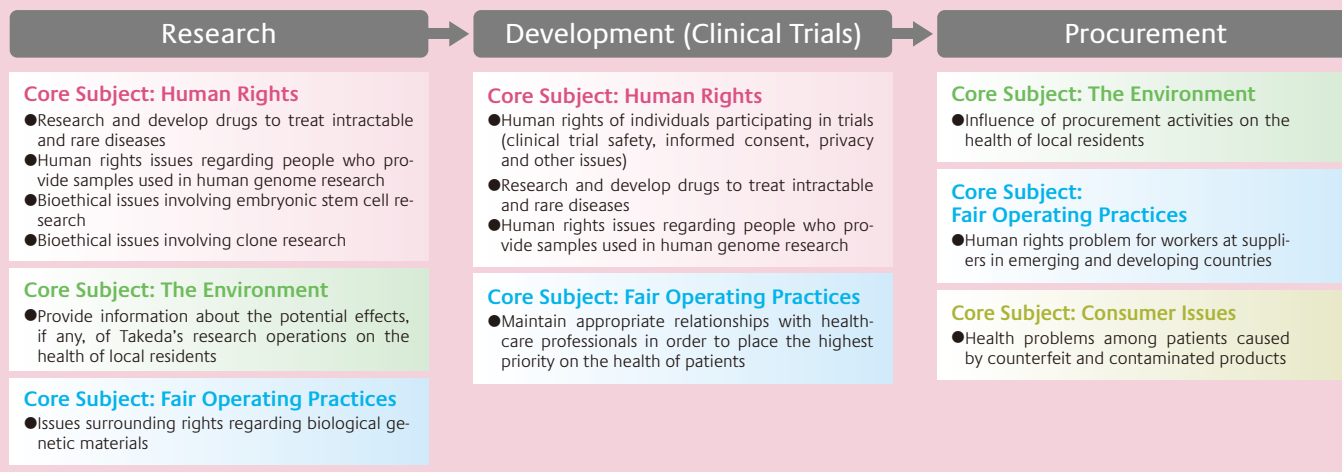 Research
Core Subject: Human Rights
●Research and develop drugs to treat intractable
and rare diseases
●Human rights issues regarding people who pro-
vide samples used in human genome research
●Bioethical issues involving embryonic stem cell re-
search
●Bioethical issues involving clone research
Core Subject: The Environment
●Provide information about the potential effects,
if any, of Takeda's research operations on the
health of local residents
Core Subject: Fair Operating Practices
●Issues surrounding rights regarding biological ge-
netic materials
Development (Clinical Trials)
Core Subject: Human Rights
●Human rights of individuals participating in trials
(clinical trial safety, informed consent, privacy
and other issues)
●Research and develop drugs to treat intractable
and rare diseases
●Human rights issues regarding people who pro-
vide samples used in human genome research
Core Subject: Fair Operating Practices
●Maintain appropriate relationships with health-
care professionals in order to place the highest
priority on the health of patients
Procurement
Core Subject: The Environment
●Influence of procurement activities on the
health of local residents
Core Subject:
Fair Operating Practices
●Human rights problem for workers at suppli-
ers in emerging and developing countries
Core Subject: Consumer Issues
●Health problems among patients caused
by counterfeit and contaminated products